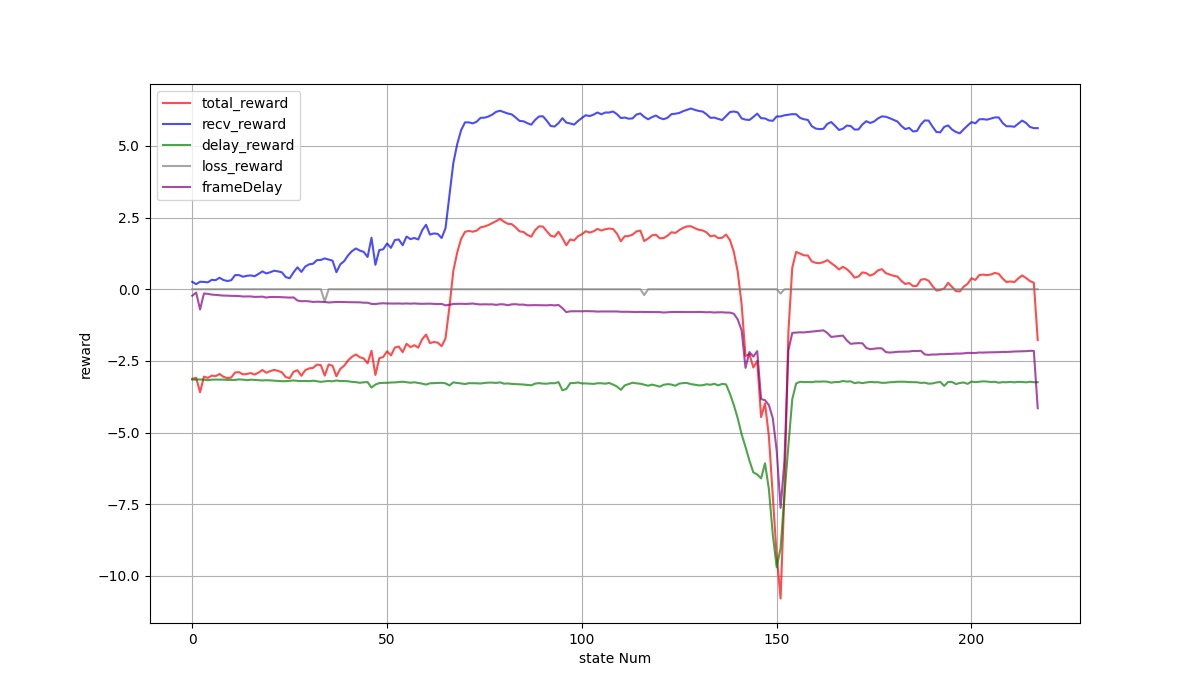 total_reward
recv_reward
delay_reward
loss_reward
frameDelay
reward
5.0
2.5
0.0
−2.5
−5.0
−7.5
−10.0
0 50 100 150 200
state Num